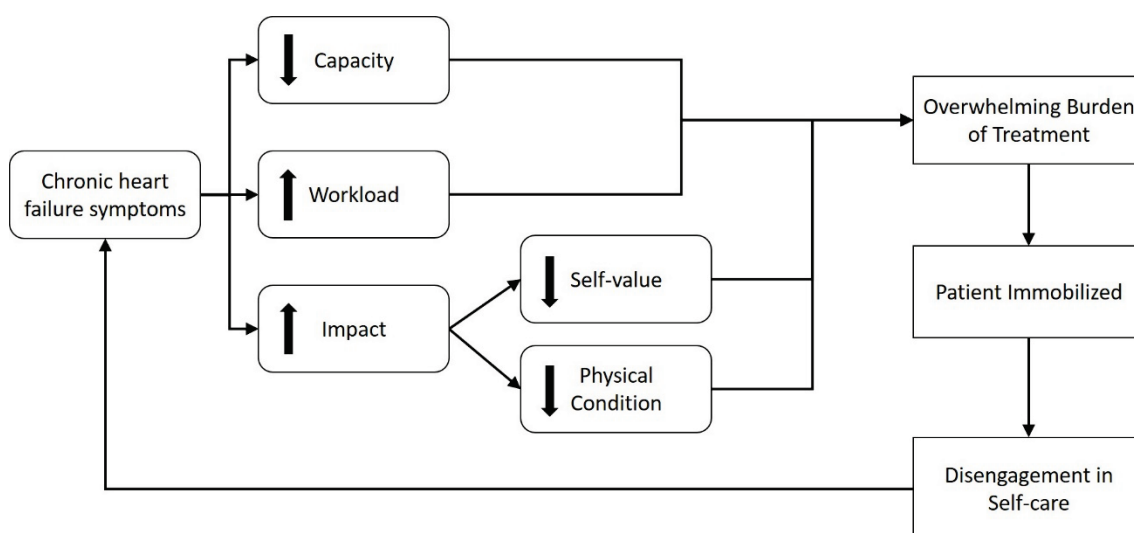 Capacity
Overwhelming Burden
of Treatment
Chronic heart
failure symptoms
Workload
Self-value
Patient Immobilized
Impact
Physical
Condition
Disengagement in
Self-care